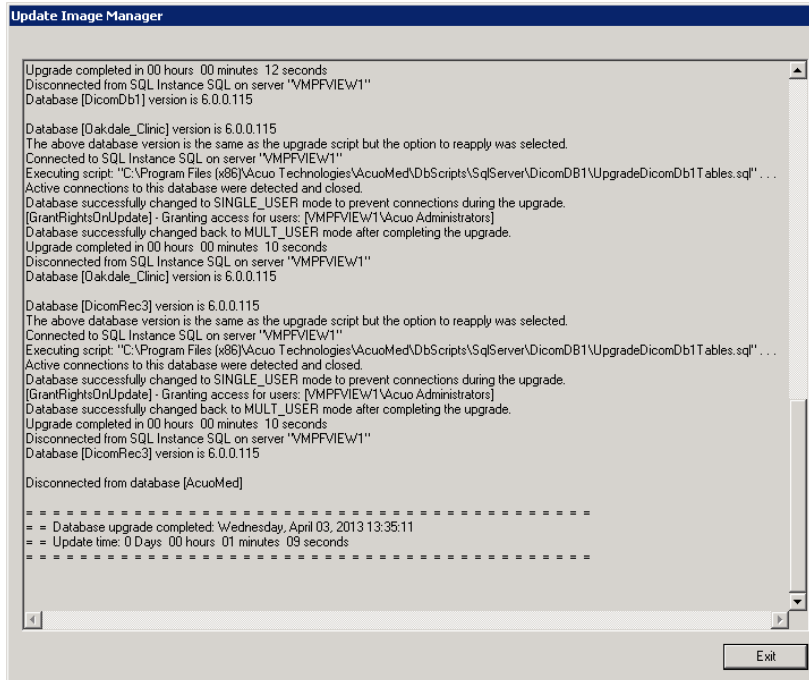 Update Image Manager
Upgrade completed in 00 hours 00 minutes 12 seconds
Disconnected from SQL Instance SQL on server "VMPFVIEW1"
Database [DicomDb1] version is 6.0.0.115
Database [Oakdale_Clinic] version is 6.0.0.115
The above database version is the same as the upgrade script but the option to reapply was selected.
Connected to SQL Instance SQL on server "VMPFVIEW1"
Executing script: "C:\Program Files (x86)\Acuo Technologies\AcuoMed\DbScripts\SqlServer\DicomDB1\UpgradeDicomDb1Tables.sql" . . .
Active connections to this database were detected and closed.
Database successfully changed to SINGLE_USER mode to prevent connections during the upgrade.
[GrantRightsOnUpdate] - Granting access for users: [VMPFVIEW1\Acuo Administrators]
Database successfully changed back to MULT_USER mode after completing the upgrade.
Upgrade completed in 00 hours 00 minutes 10 seconds
Disconnected from SQL Instance SQL on server "VMPFVIEW1"
Database [Oakdale_Clinic] version is 6.0.0.115
Database [DicomRec3] version is 6.0.0.115
The above database version is the same as the upgrade script but the option to reapply was selected.
Connected to SQL Instance SQL on server "VMPFVIEW1"
Executing script: "C:\Program Files (x86)\Acuo Technologies\AcuoMed\DbScripts\SqlServer\DicomDB1\UpgradeDicomDb1Tables.sql" . . .
Active connections to this database were detected and closed.
Database successfully changed to SINGLE_USER mode to prevent connections during the upgrade.
[GrantRightsOnUpdate] - Granting access for users: [VMPFVIEW1\Acuo Administrators]
Database successfully changed back to MULT_USER mode after completing the upgrade.
Upgrade completed in 00 hours 00 minutes 10 seconds
Disconnected from SQL Instance SQL on server "VMPFVIEW1"
Database [DicomRec3] version is 6.0.0.115
Disconnected from database [AcuoMed]
= = = = = = = = = = = = = = = = = = = = = = = = = = = = = = = = = = = = = = = = = =
= = Database upgrade completed: Wednesday, April 03, 2013 13:35:11
= = Update time: 0 Days 00 hours 01 minutes 09 seconds
= = = = = = = = = = = = = = = = = = = = = = = = = = = = = = = = = = = = = = = = = =
Exit